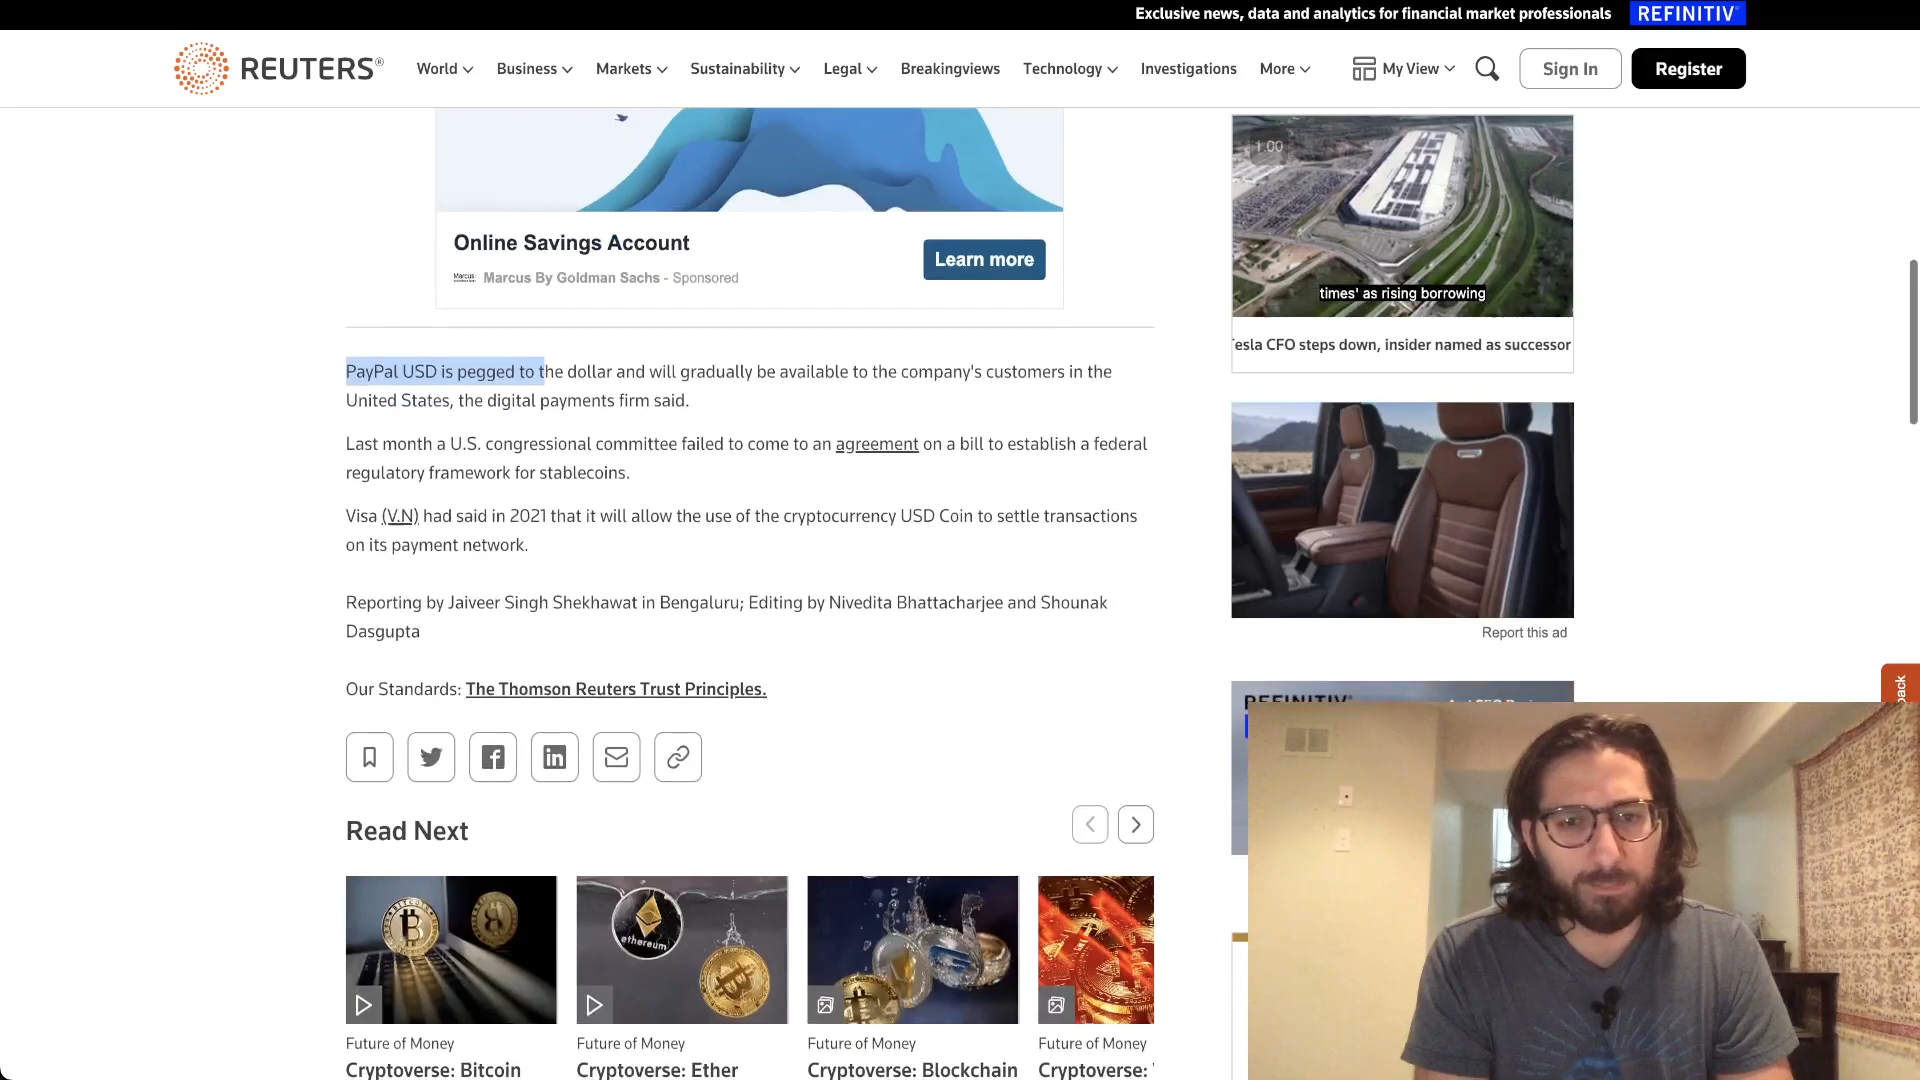 Exclusive news, data and analytics for financial market professionals REFINITIV
REUTERS® World Business Markets Sustainability Legal Breakingviews Technology Investigations More My View Sign In Register
1.00
times' as rising borrowing
Online Savings Account
Learn more
Marcus: Marcus By Goldman Sachs - Sponsored
Tesla CFO steps down, insider named as successor
PayPal USD is pegged to the dollar and will gradually be available to the company's customers in the
United States, the digital payments firm said.
Last month a U.S. congressional committee failed to come to an agreement on a bill to establish a federal
regulatory framework for stablecoins.
Visa (V.N) had said in 2021 that it will allow the use of the cryptocurrency USD Coin to settle transactions
on its payment network.
Reporting by Jaiveer Singh Shekhawat in Bengaluru; Editing by Nivedita Bhattacharjee and Shounak
Dasgupta
Report this ad
Our Standards: The Thomson Reuters Trust Principles.
back
REFINITIV
Read Next
ethereum
Future of Money
Cryptoverse: Bitcoin
Future of Money
Cryptoverse: Ether
Future of Money
Cryptoverse: Blockchain
Future of Money
Cryptoverse: